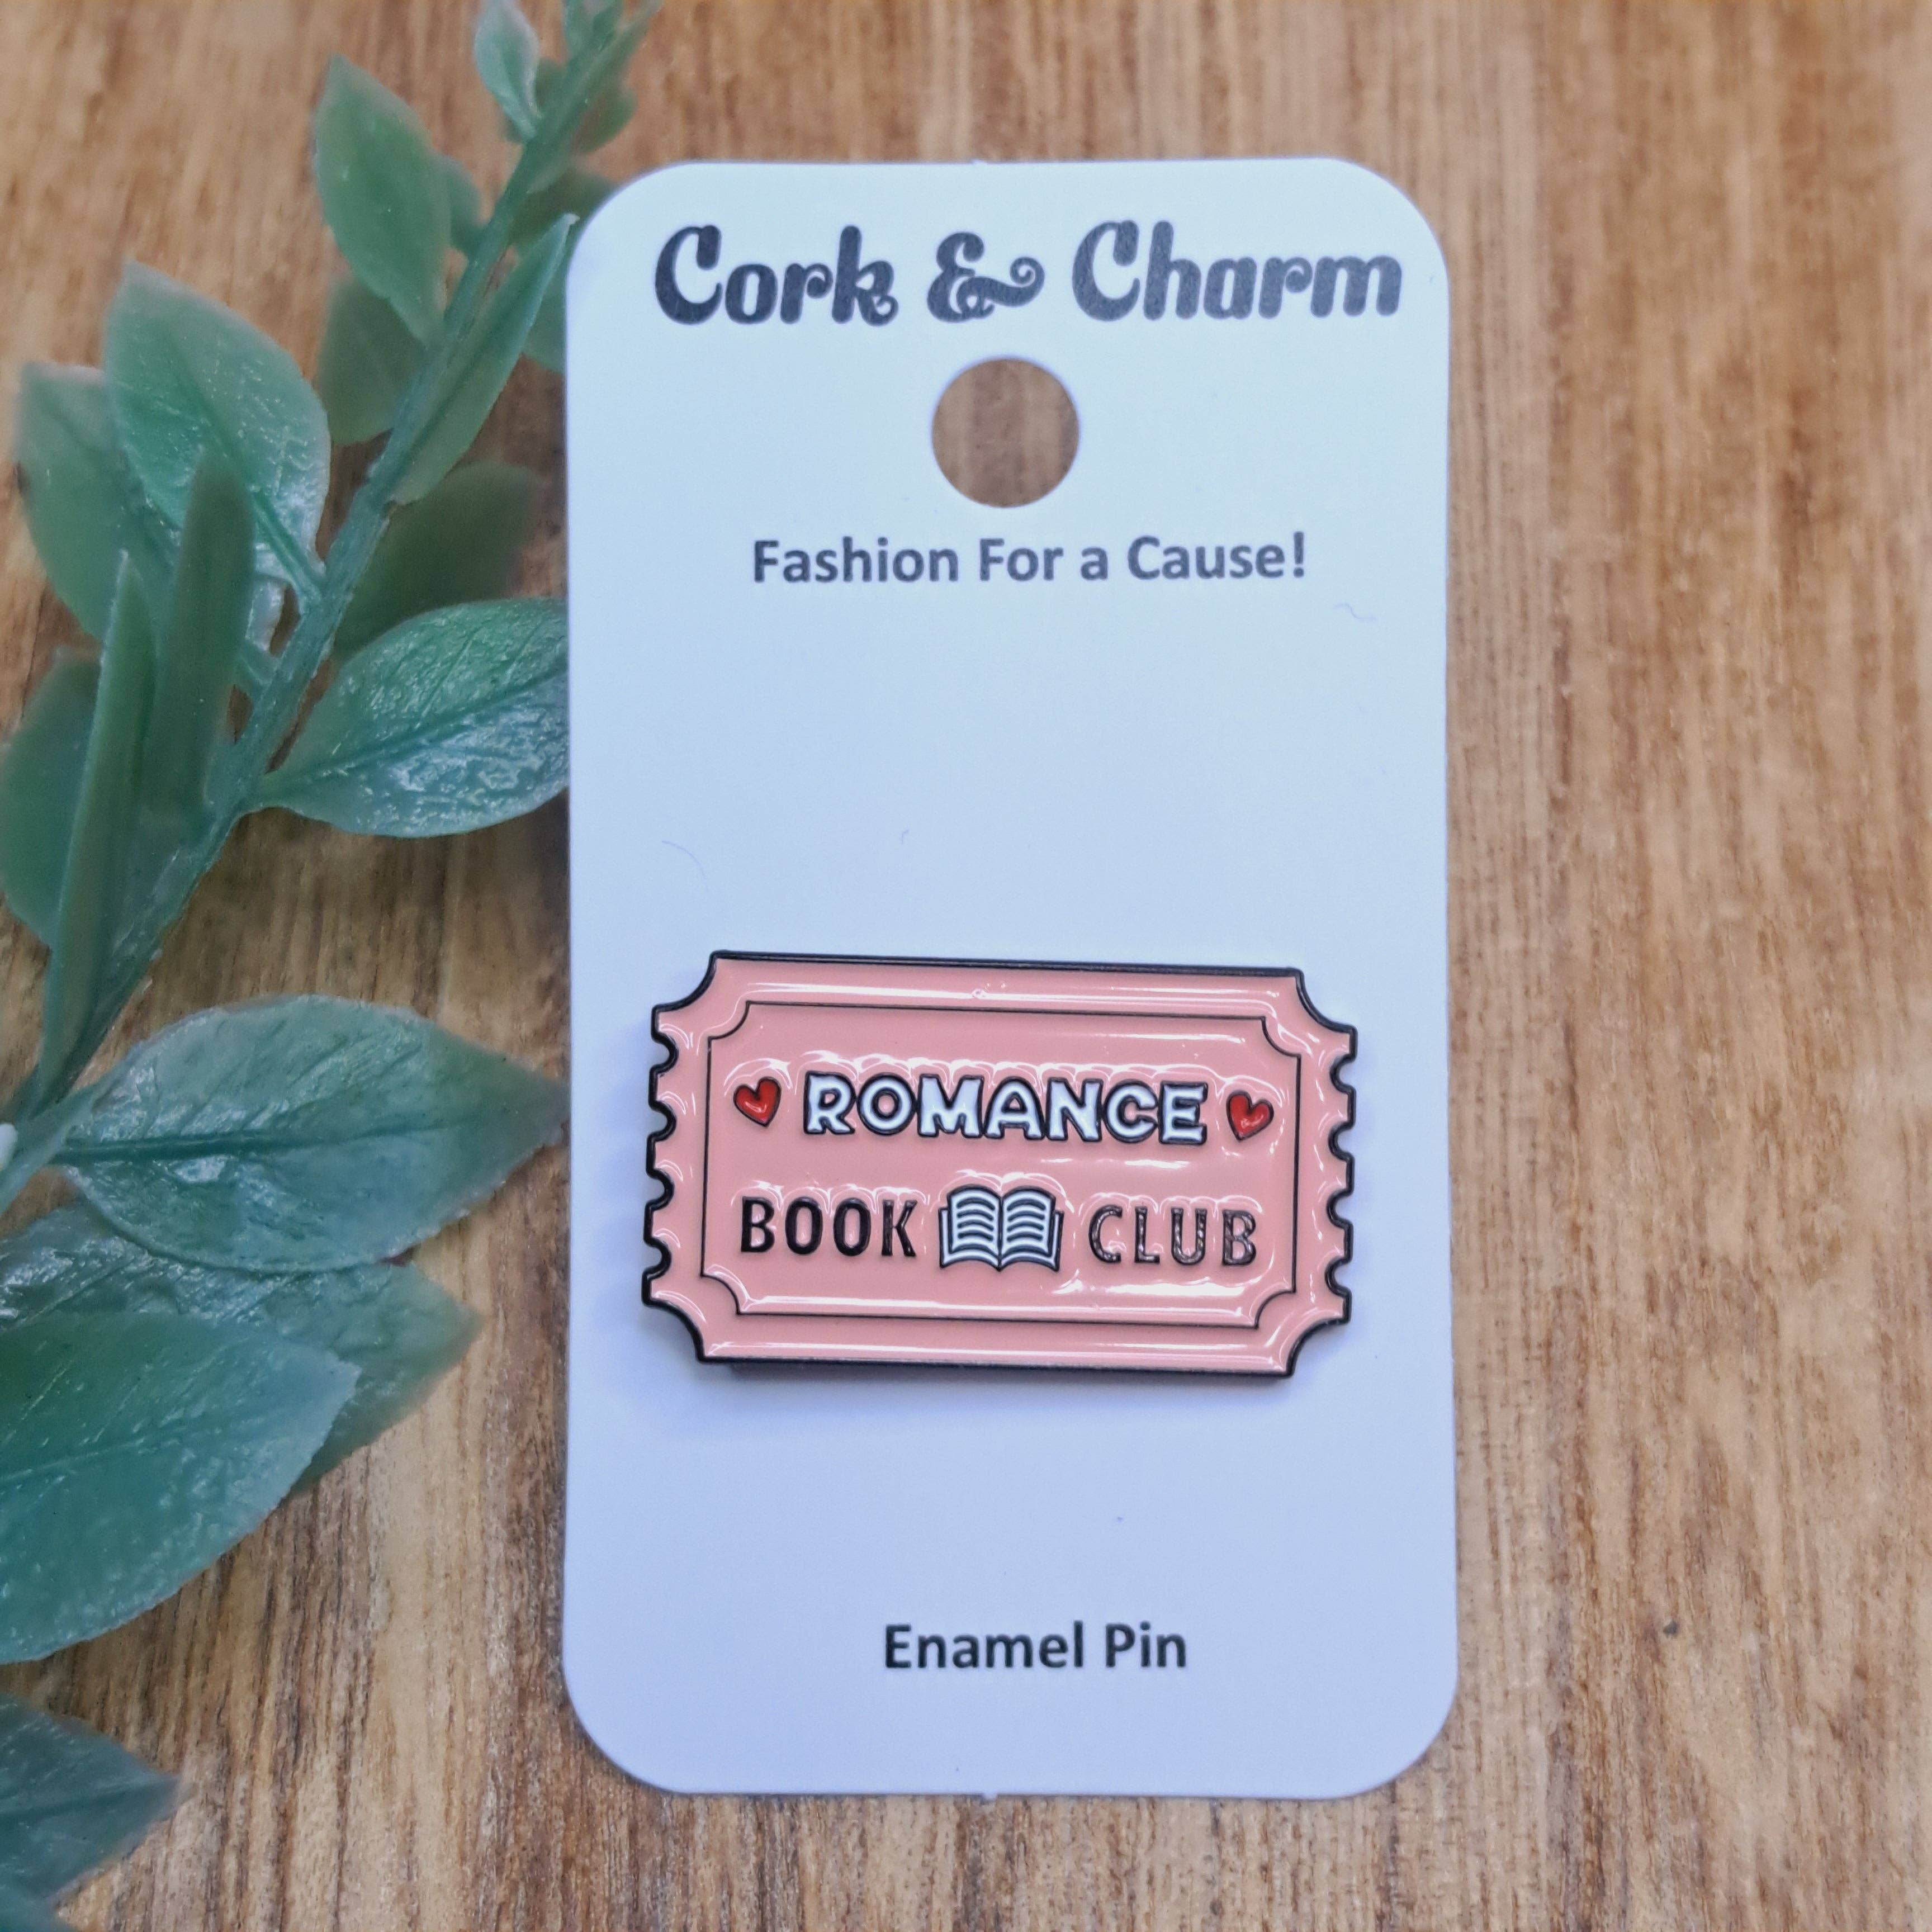 Cork & Charm
Fashion For a Cause!
ROMANCE
BOOK CLUB
Enamel Pin